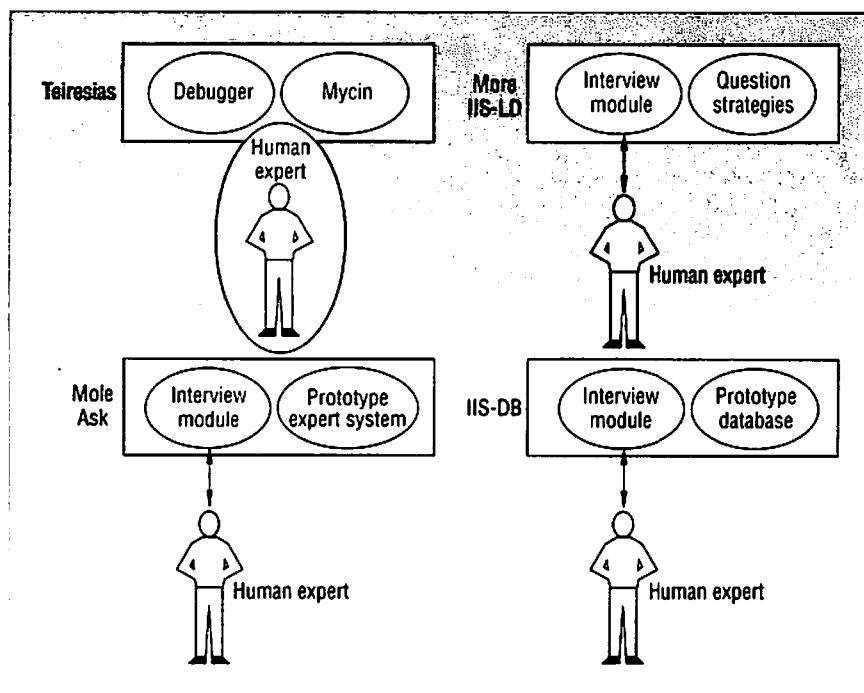 Teiresias
Debugger
Mycin
Human
expert
More
IIS-LD
Interview
module
Question
strategies
Human expert
Mole
Ask
Interview
module
Prototype
expert system
Human expert
IIS-DB
Interview
module
Prototype
database
Human expert